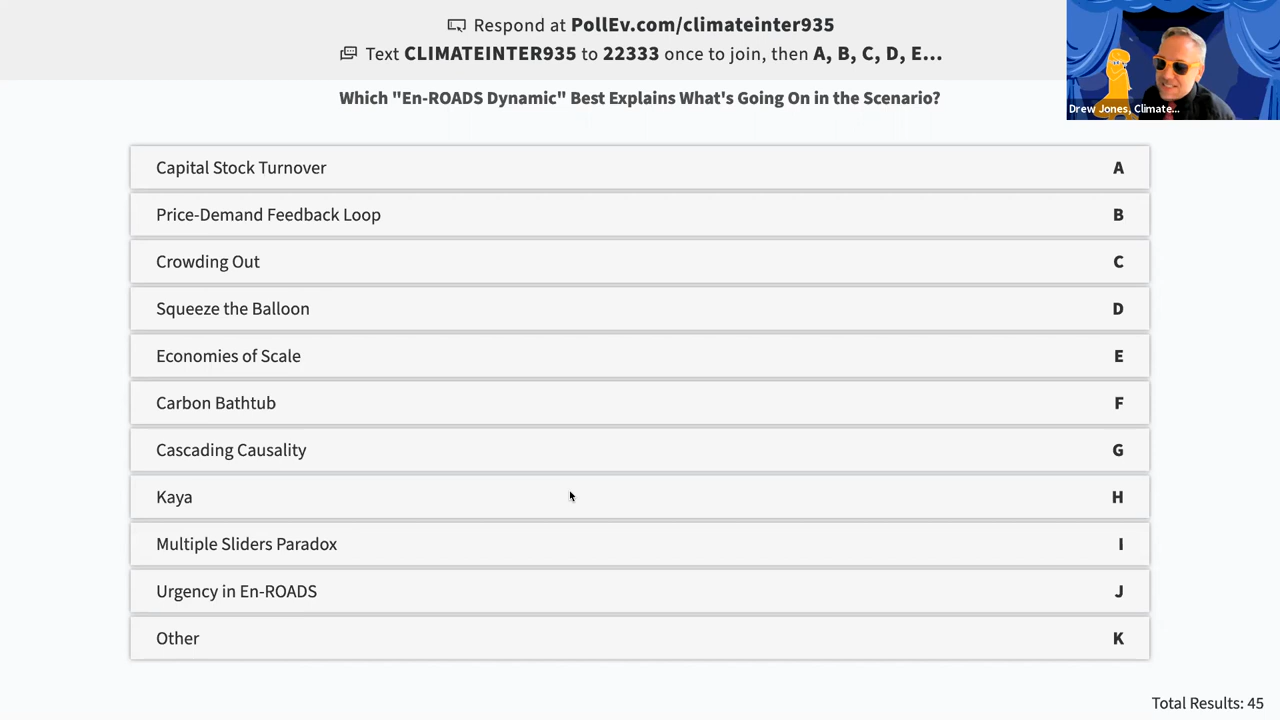 Respond at PollEv.com/climateinter935
Text CLIMATEINTER935 to 22333 once to join, then A, B, C, D, E...
Drew Jones, Climate...
Which "En-ROADS Dynamic" Best Explains What's Going On in the Scenario?
Capital Stock Turnover A
Price-Demand Feedback Loop B
Crowding Out C
Squeeze the Balloon D
Economies of Scale E
Carbon Bathtub F
Cascading Causality G
Kaya H
Multiple Sliders Paradox I
Urgency in En-ROADS J
Other K
Total Results: 45